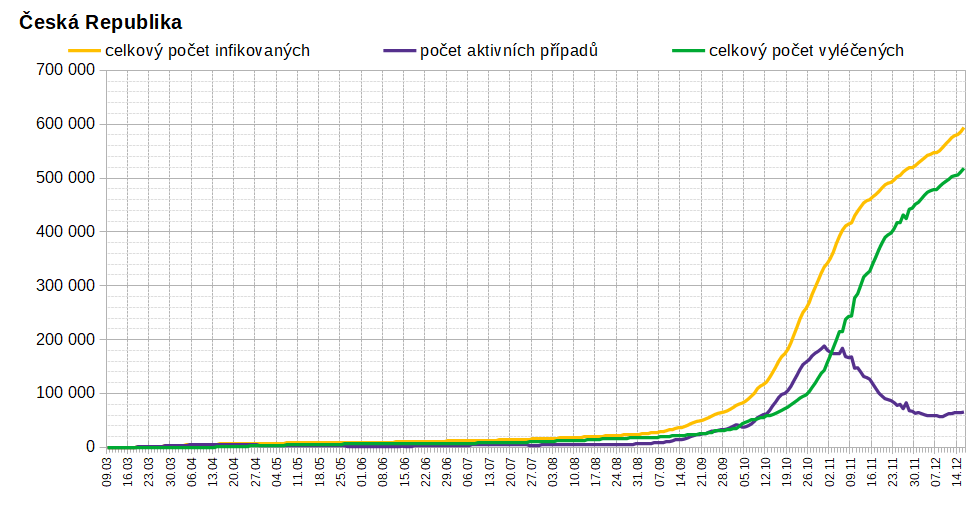 Česká Republika
celkový počet infikovaných počet aktivních případů celkový počet vyléčených
700 000
600 000
500 000
400 000
300 000
200 000
100 000
0
09.03 16.03 23.03 30.03 06.04 13.04 20.04 27.04 04.05 11.05 18.05 25.05 01.06 08.06 15.06 22.06 29.06 06.07 13.07 20.07 27.07 03.08 10.08 17.08 24.08 31.08 07.09 14.09 21.09 28.09 05.10 12.10 19.10 26.10 02.11 09.11 16.11 23.11 30.11 07.12 14.12